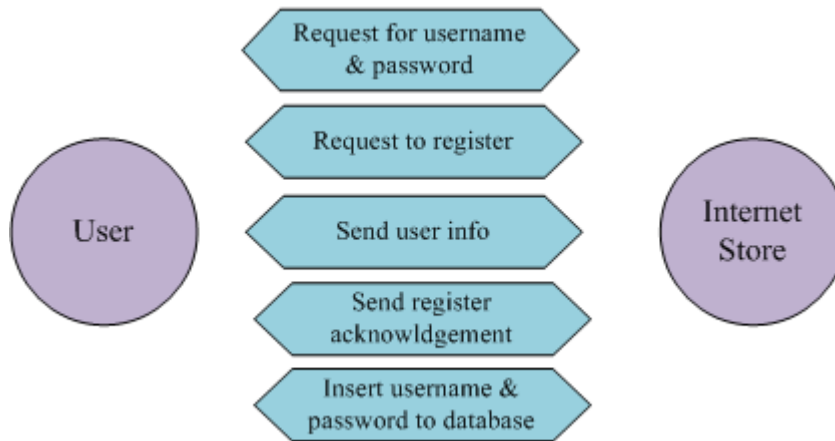 Request for username
& password
Request to register
User
Send user info
Internet
Store
Send register
acknowldgement
Insert username &
password to database